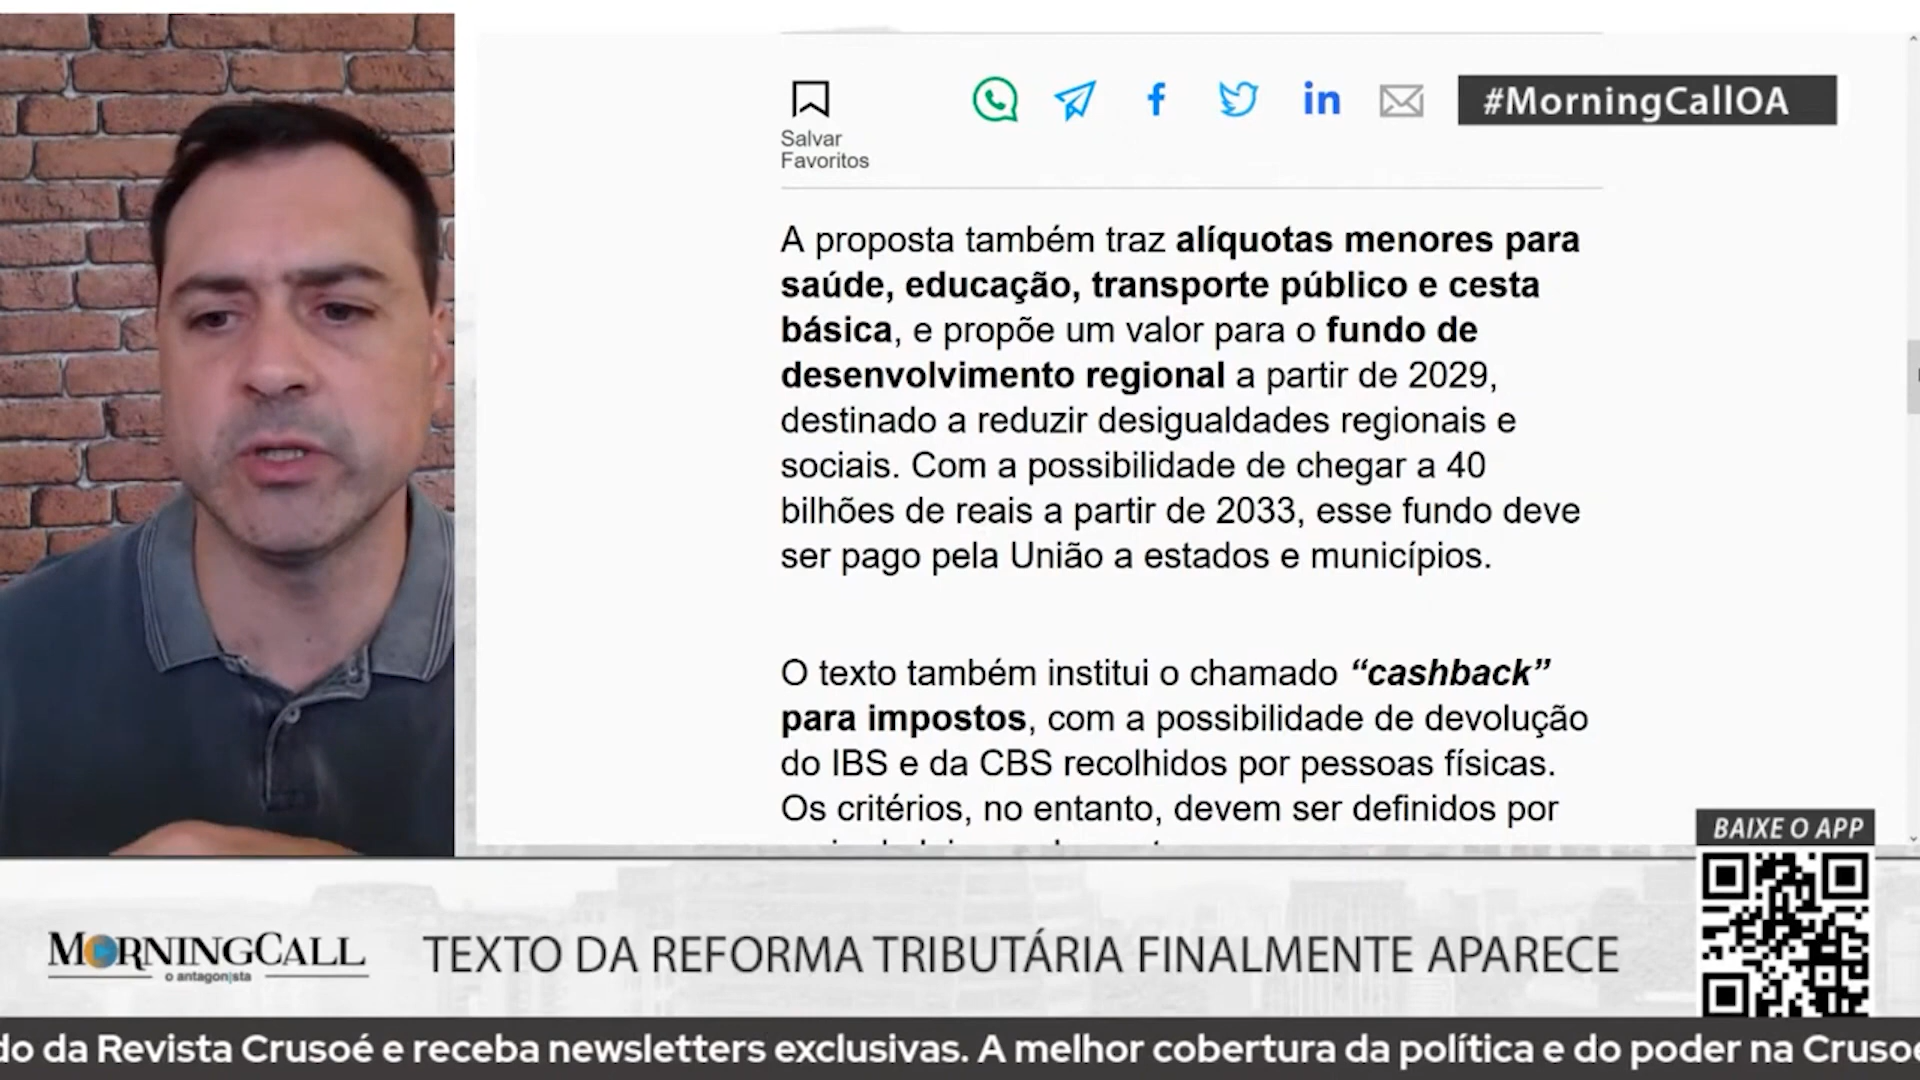 Salvar
Favoritos
#MorningCallOA
A proposta também traz alíquotas menores para
saúde, educação, transporte público e cesta
básica, e propõe um valor para o fundo de
desenvolvimento regional a partir de 2029,
destinado a reduzir desigualdades regionais e
sociais. Com a possibilidade de chegar a 40
bilhões de reais a partir de 2033, esse fundo deve
ser pago pela União a estados e municípios.
O texto também institui o chamado “cashback”
para impostos, com a possibilidade de devolução
do IBS e da CBS recolhidos por pessoas físicas.
Os critérios, no entanto, devem ser definidos por
BAIXE O APP
MORNINGCALL
o antagonista
TEXTO DA REFORMA TRIBUTÁRIA FINALMENTE APARECE
da Revista Crusoé e receba newsletters exclusivas. A melhor cobertura da política e do poder na